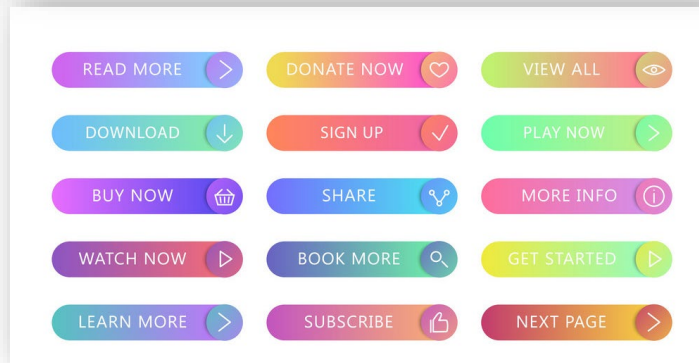 READ MORE
DONATE NOW
VIEW ALL
DOWNLOAD
SIGN UP
PLAY NOW
BUY NOW
SHARE
MORE INFO
WATCH NOW
BOOK MORE
GET STARTED
LEARN MORE
SUBSCRIBE
NEXT PAGE